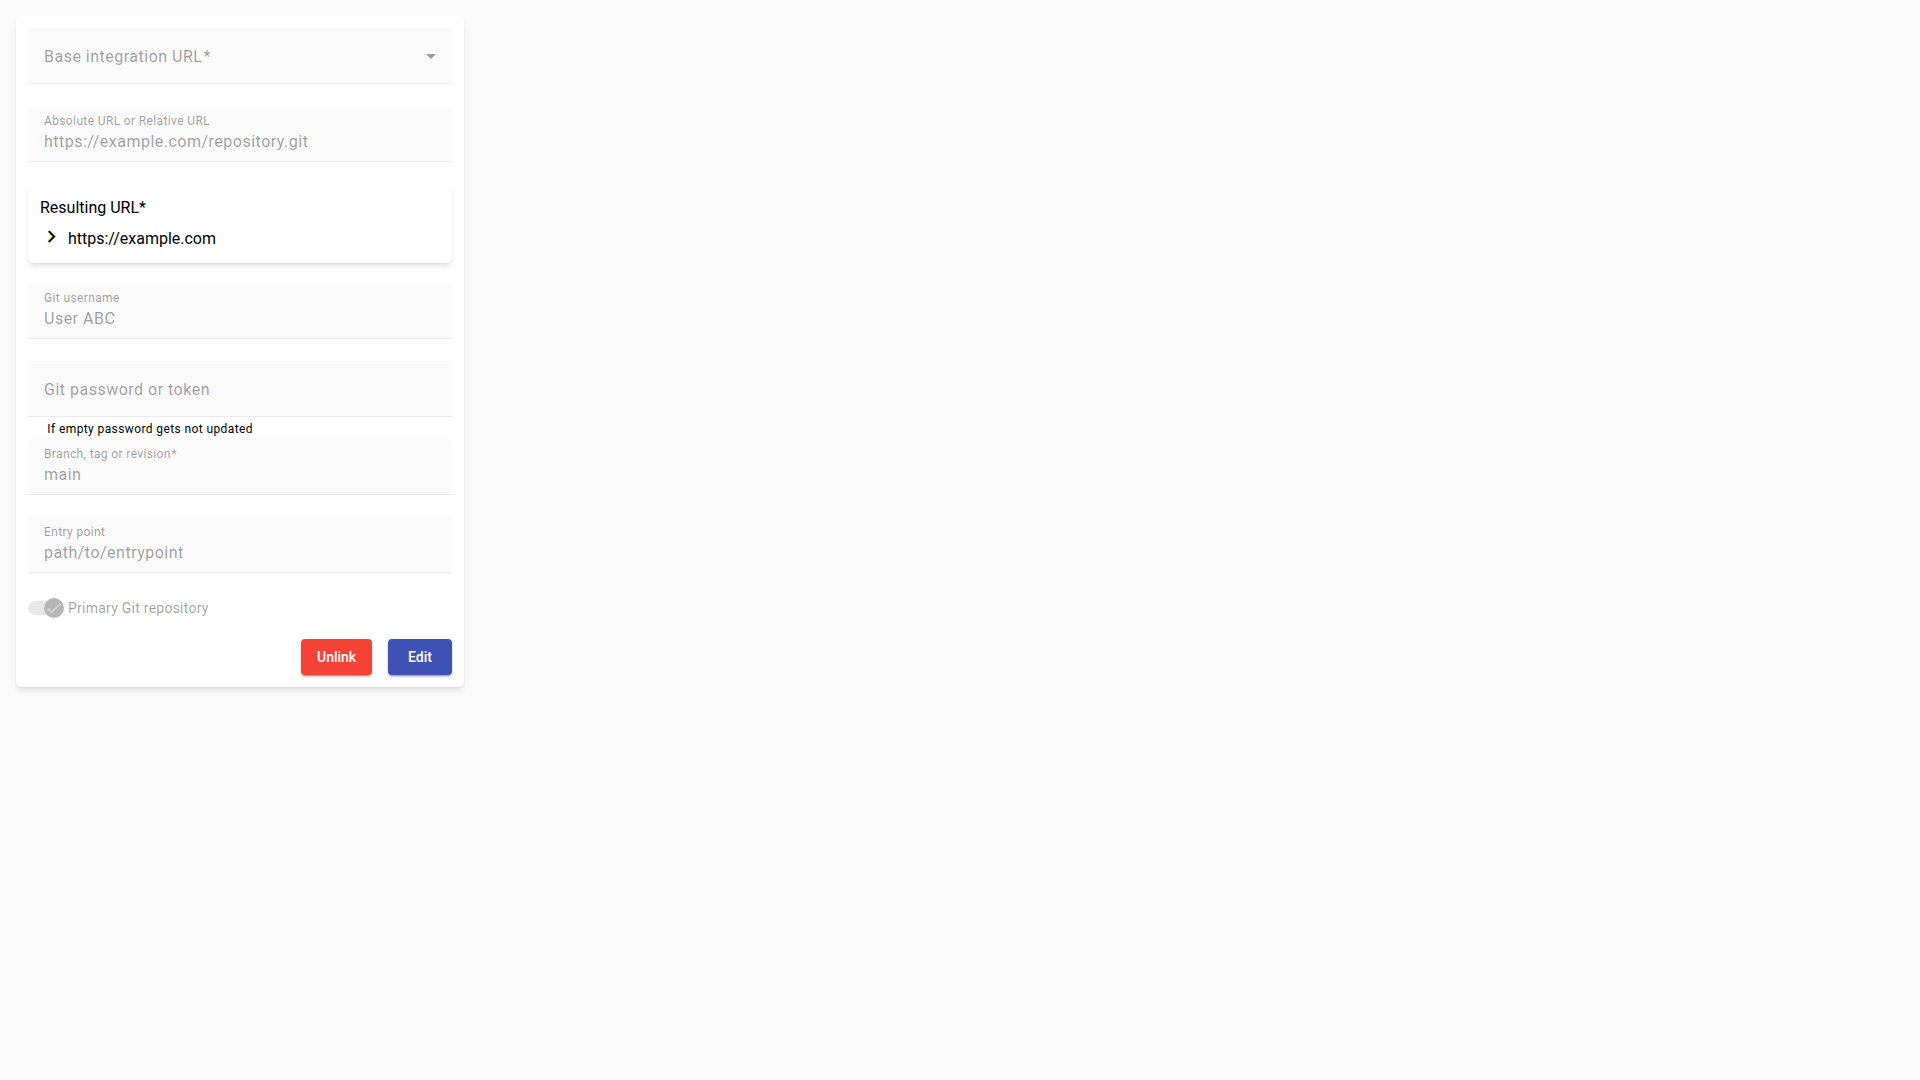 Base integration URL*
Absolute URL or Relative URL
https://example.com/repository.git
Resulting URL*
https://example.com
Git username
User ABC
Git password or token
If empty password gets not updated
Branch, tag or revision*
main
Entry point
path/to/entrypoint
Primary Git repository
Unlink
Edit